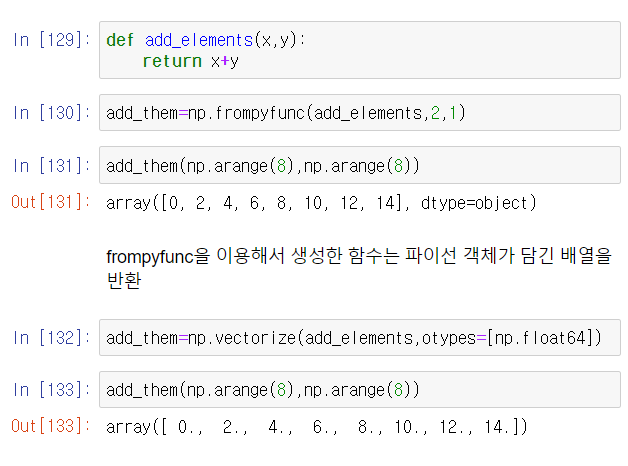 In [129]: def add_elements(x,y):
    return x+y
In [130]: add_them=np.frompyfunc(add_elements,2,1)
In [131]: add_them(np.arange(8),np.arange(8))
Out[131]: array([0, 2, 4, 6, 8, 10, 12, 14], dtype=object)
frompyfunc을 이용해서 생성한 함수는 파이선 객체가 담긴 배열을
반환
In [132]: add_them=np.vectorize(add_elements,otypes=[np.float64])
In [133]: add_them(np.arange(8),np.arange(8))
Out[133]: array([ 0.,  2.,  4.,  6.,  8., 10., 12., 14.])